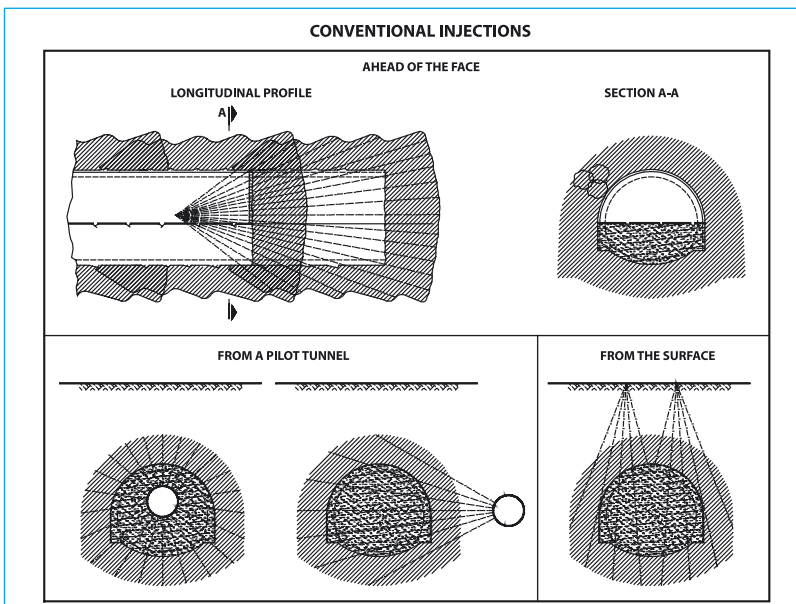 CONVENTIONAL INJECTIONS
AHEAD OF THE FACE
LONGITUDINAL PROFILE
SECTION A-A
A
FROM A PILOT TUNNEL
FROM THE SURFACE